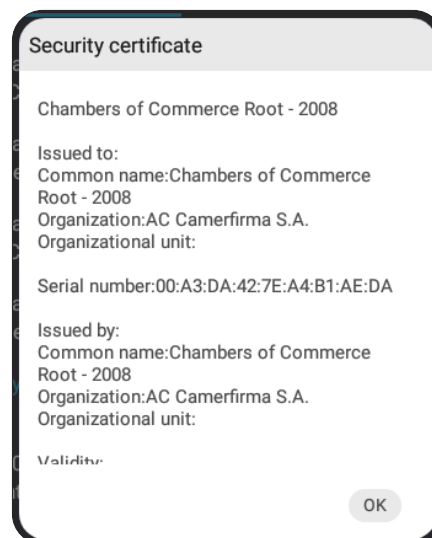 Security certificate
Chambers of Commerce Root - 2008
Issued to:
Common name:Chambers of Commerce
Root - 2008
Organization:AC Camerfirma S.A.
Organizational unit:
Serial number:00:A3:DA:42:7E:A4:B1:AE:DA
Issued by:
Common name:Chambers of Commerce
Root - 2008
Organization:AC Camerfirma S.A.
Organizational unit:
Validity:
OK